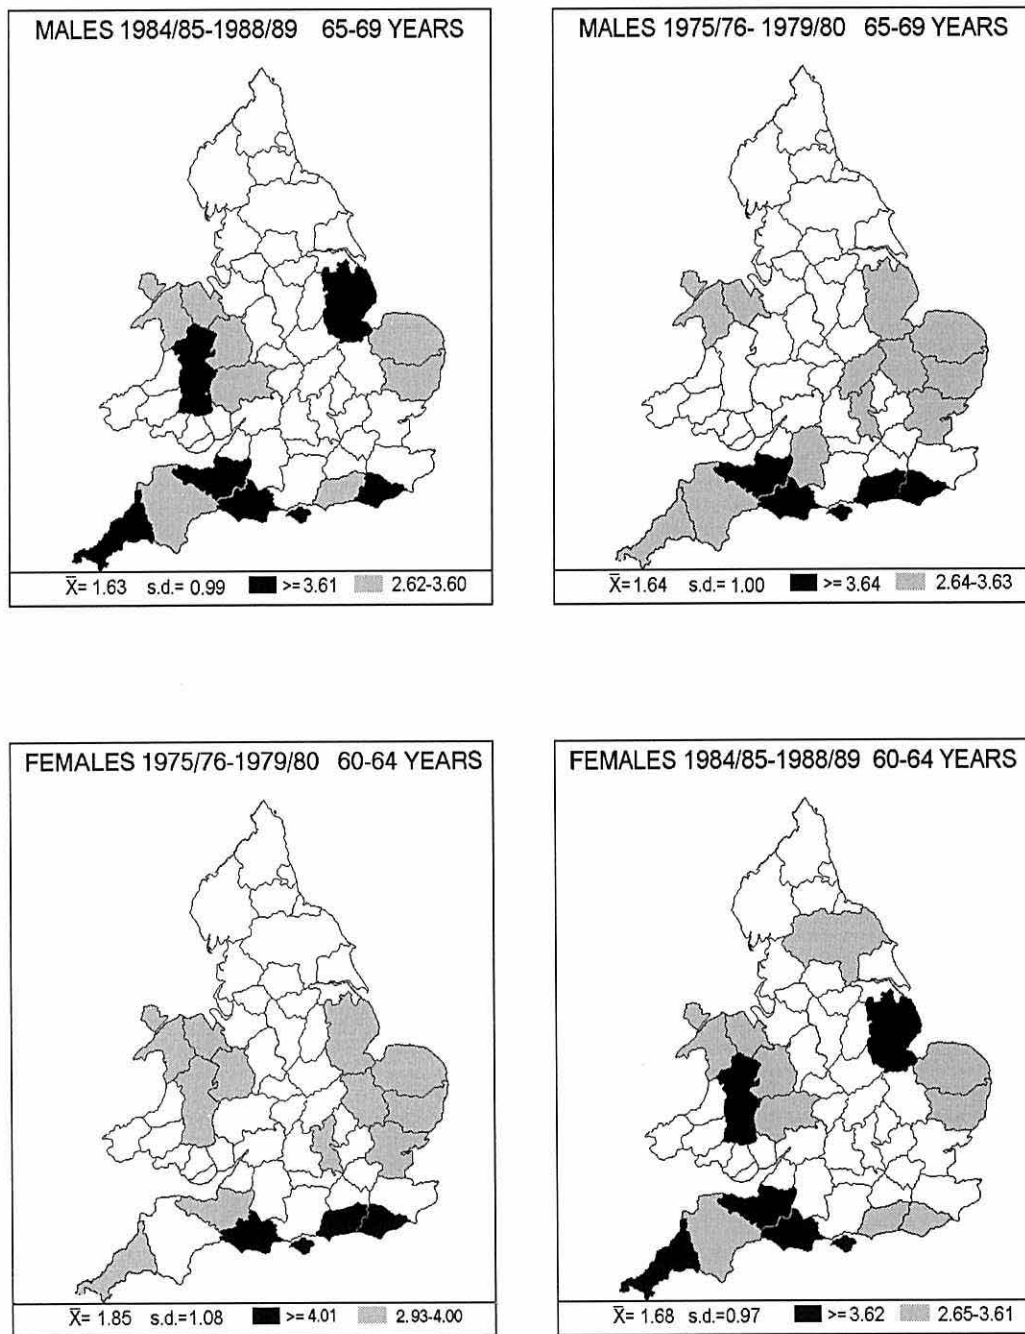 MALES 1984/85-1988/89 65-69 YEARS
X̄= 1.63 s.d.= 0.99 >= 3.61 2.62-3.60
MALES 1975/76- 1979/80 65-69 YEARS
X̄= 1.64 s.d.= 1.00 >= 3.64 2.64-3.63
FEMALES 1975/76-1979/80 60-64 YEARS
X̄= 1.85 s.d.=1.08 >= 4.01 2.93-4.00
FEMALES 1984/85-1988/89 60-64 YEARS
X̄= 1.68 s.d.=0.97 >= 3.62 2.65-3.61